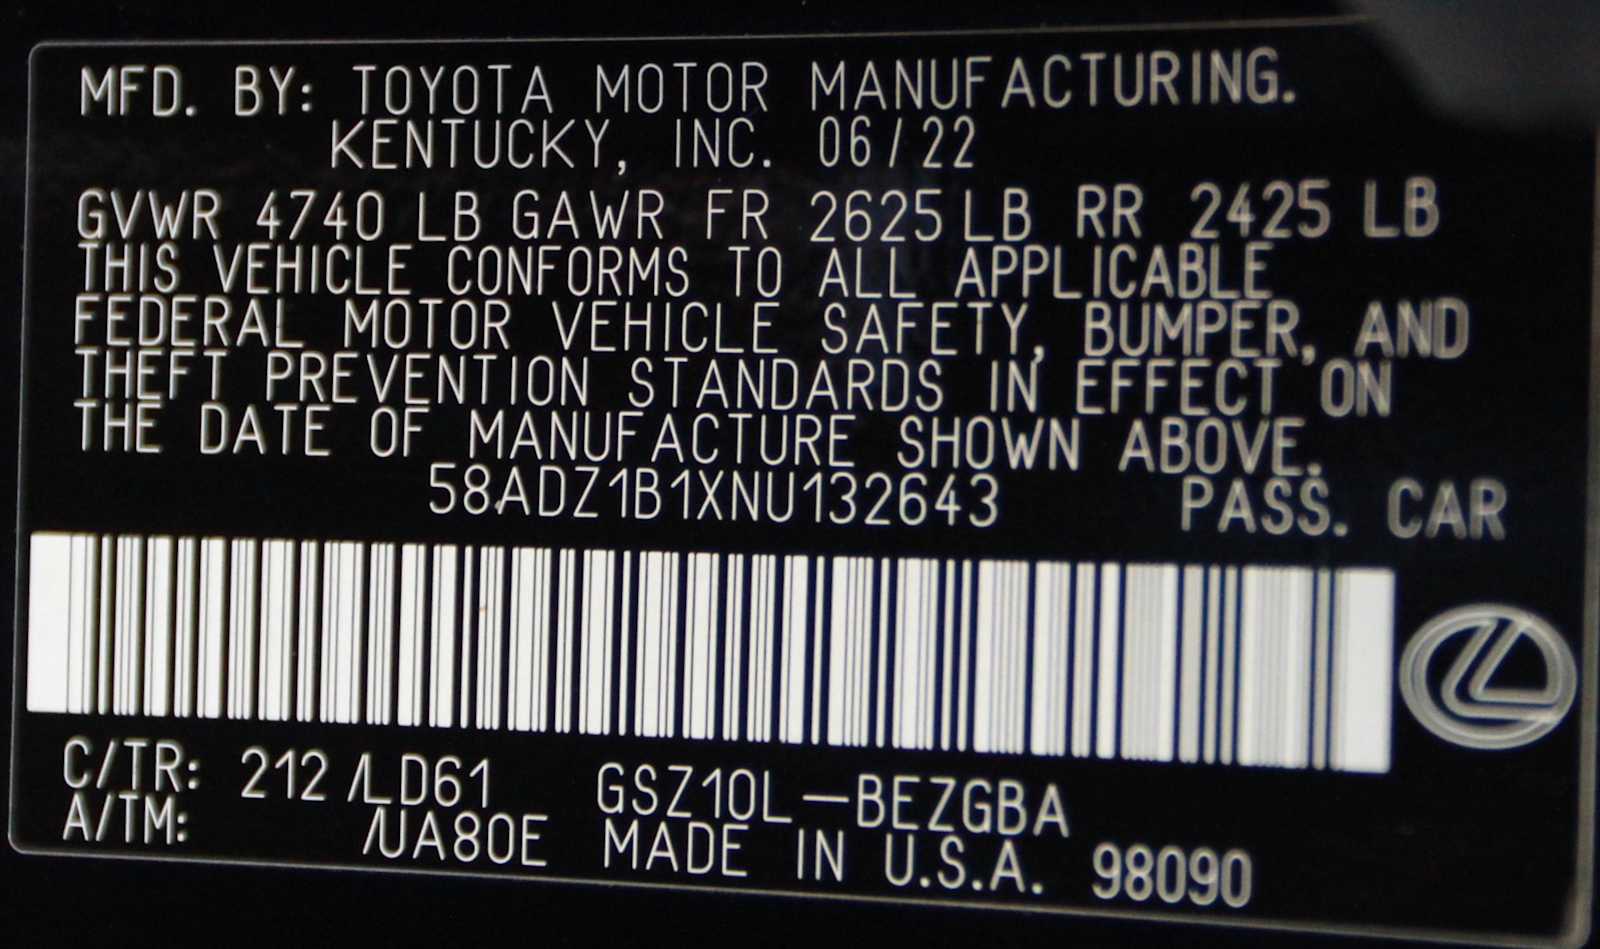 MFD. BY: TOYOTA MOTOR MANUFACTURING.
KENTUCKY, INC. 06/22
GVWR 4740 LB GAWR FR 2625 LB RR 2425 LB
THIS VEHICLE CONFORMS TO ALL APPLICABLE
FEDERAL MOTOR VEHICLE SAFETY, BUMPER, AND
THEFT PREVENTION STANDARDS IN EFFECT ON
THE DATE OF MANUFACTURE SHOWN ABOVE.
58ADZ1B1XNU132643 PASS. CAR
C/TR: 212 /LD61 GSZ10L-BEZGBA
A/TM: /UA80E MADE IN U.S.A. 98090